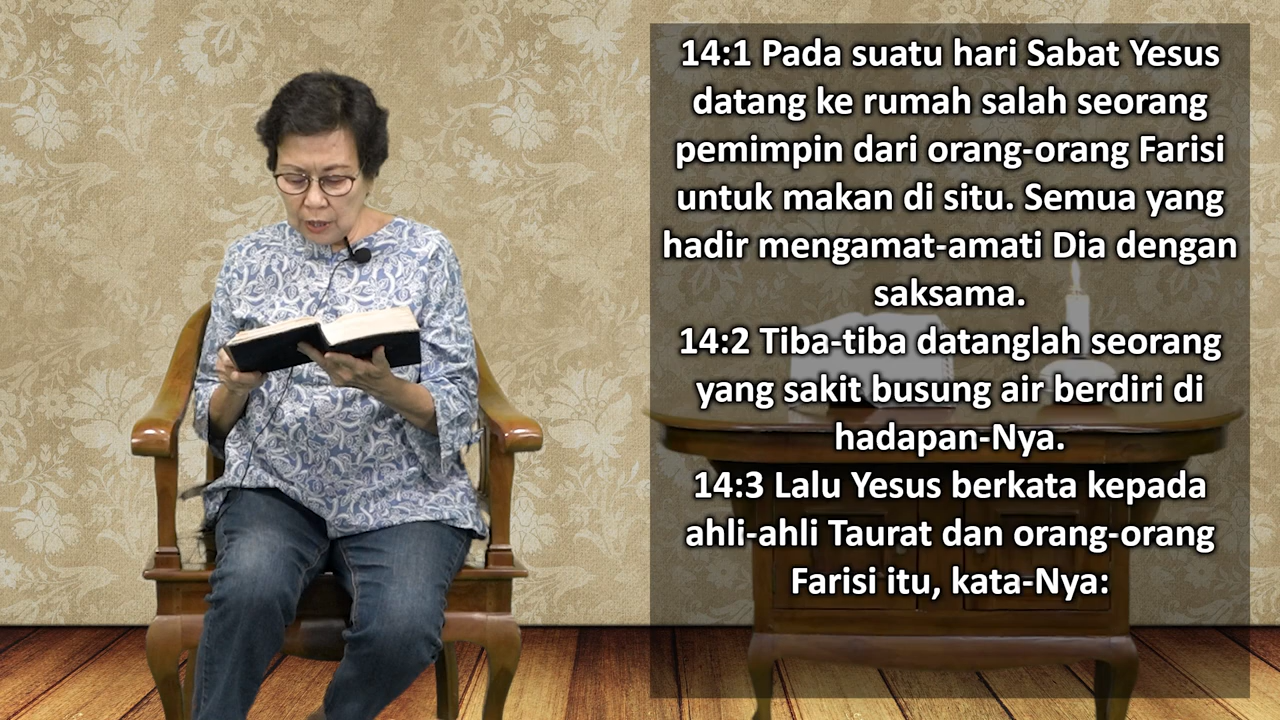 14:1 Pada suatu hari Sabat Yesus
datang ke rumah salah seorang
pemimpin dari orang-orang Farisi
untuk makan di situ. Semua yang
hadir mengamat-amati Dia dengan
saksama.
14:2 Tiba-tiba datanglah seorang
yang sakit busung air berdiri di
hadapan-Nya.
14:3 Lalu Yesus berkata kepada
ahli-ahli Taurat dan orang-orang
Farisi itu, kata-Nya: